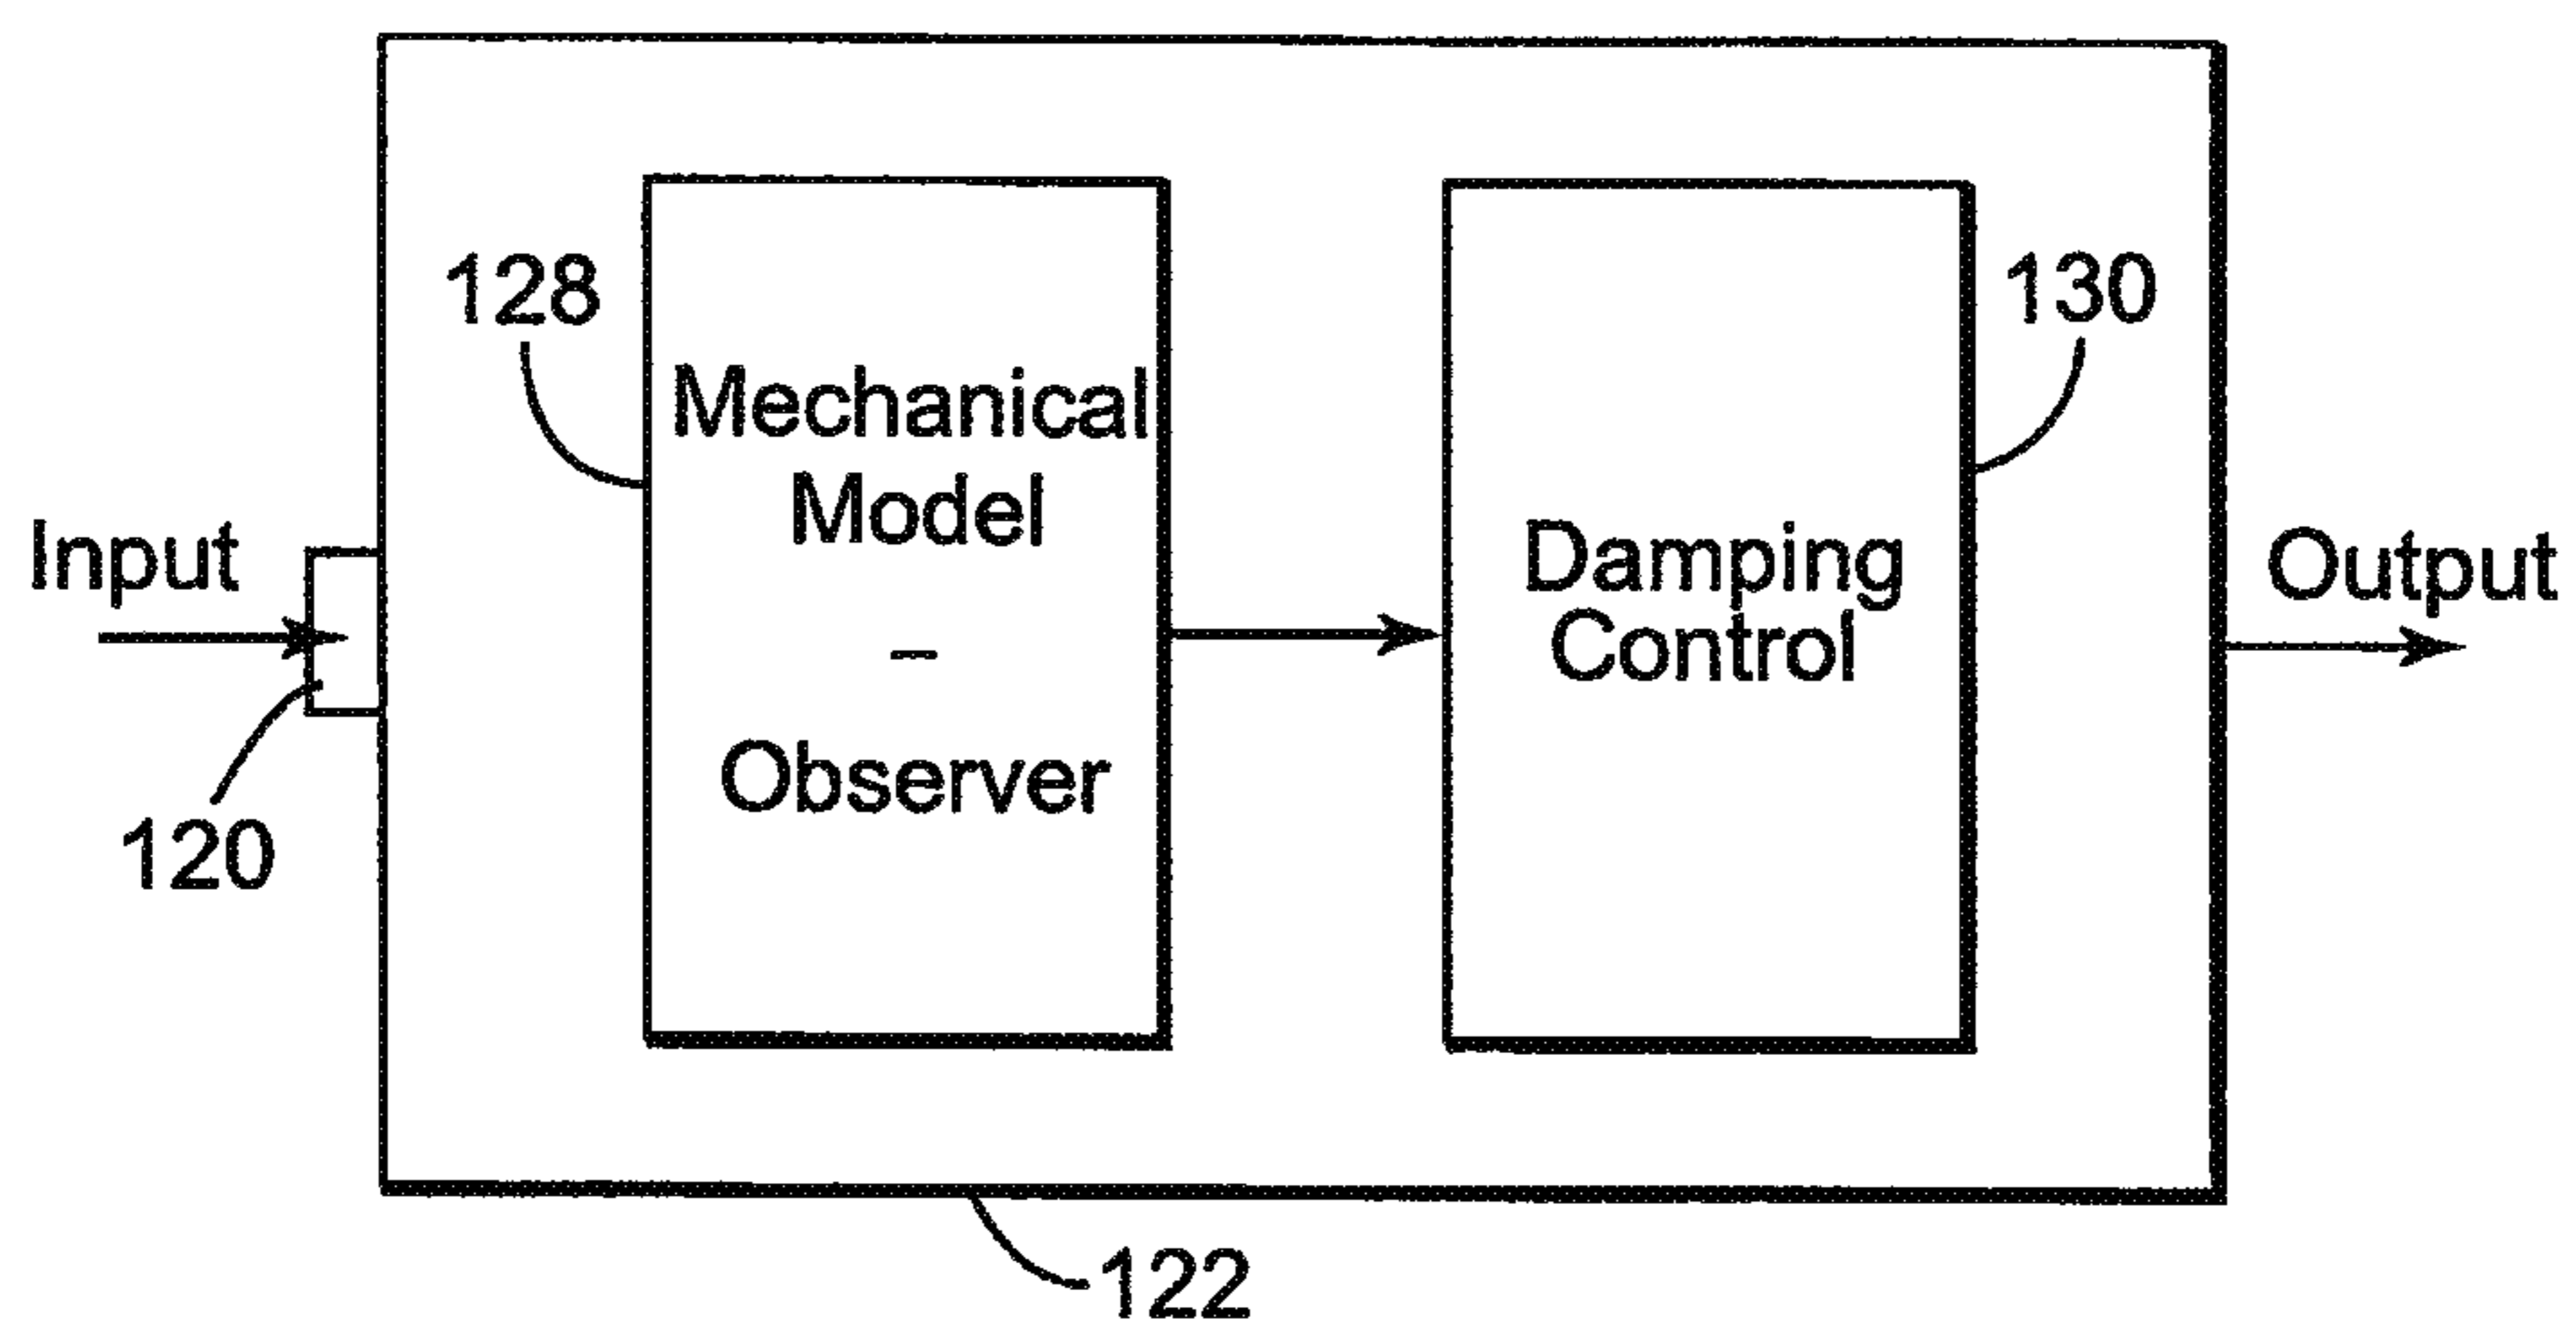 128
130
Mechanical
Model
–
Observer
Damping
Control
Input
Output
120
122